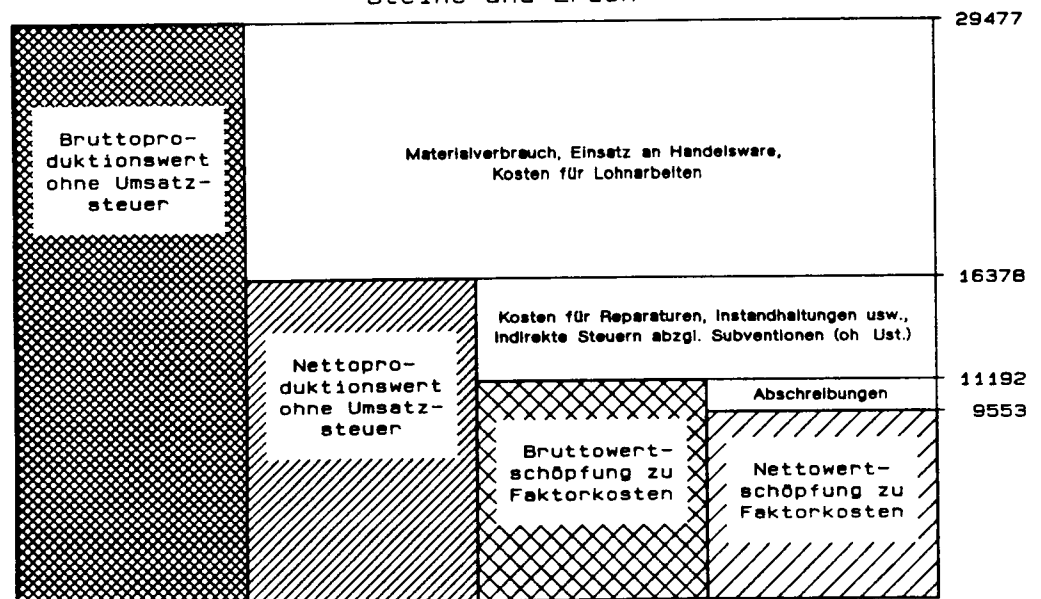 29477
Bruttopro-
duktionswert
ohne Umsatz-
steuer
Materialverbrauch, Einsatz an Handelsware,
Kosten für Lohnarbeiten
16378
Kosten für Reparaturen, Instandhaltungen usw.,
Indirekte Steuern abzgl. Subventionen (oh Ust.)
Nettopro-
duktionswert
ohne Umsatz-
steuer
11192
Abschreibungen
9553
Bruttowert-
schöpfung zu
Faktorkosten
Nettowert-
schöpfung zu
Faktorkosten